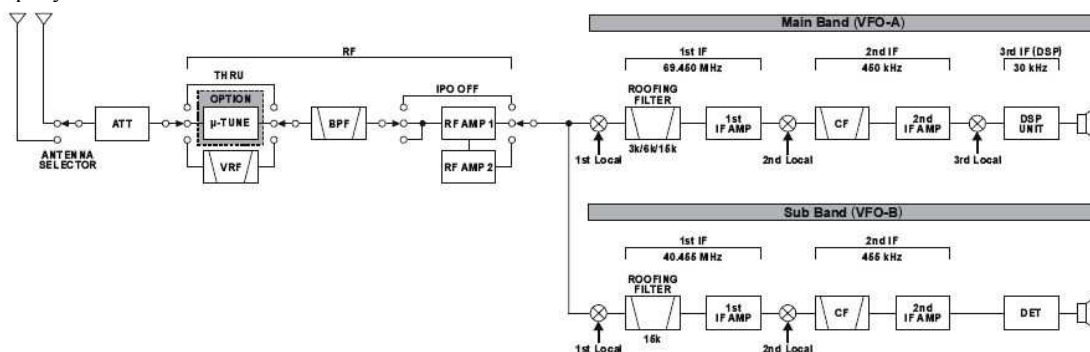 Main Band (VFO-A)
RF
1st IF
69.450 MHz
2nd IF
450 kHz
3rd IF (DSP)
30 kHz
THRU
OPTION
µ-TUNE
IPO OFF
ROOFING
FILTER
ATT
BPF
RF AMP 1
1st
IF AMP
CF
2nd
IF AMP
DSP
UNIT
3k/6k/15k
ANTENNA
SELECTOR
VRF
RF AMP 2
1st Local
2nd Local
3rd Local
Sub Band (VFO-B)
1st IF
40.455 MHz
2nd IF
455 kHz
ROOFING
FILTER
1st
IF AMP
CF
2nd
IF AMP
DET
15k
1st Local
2nd Local